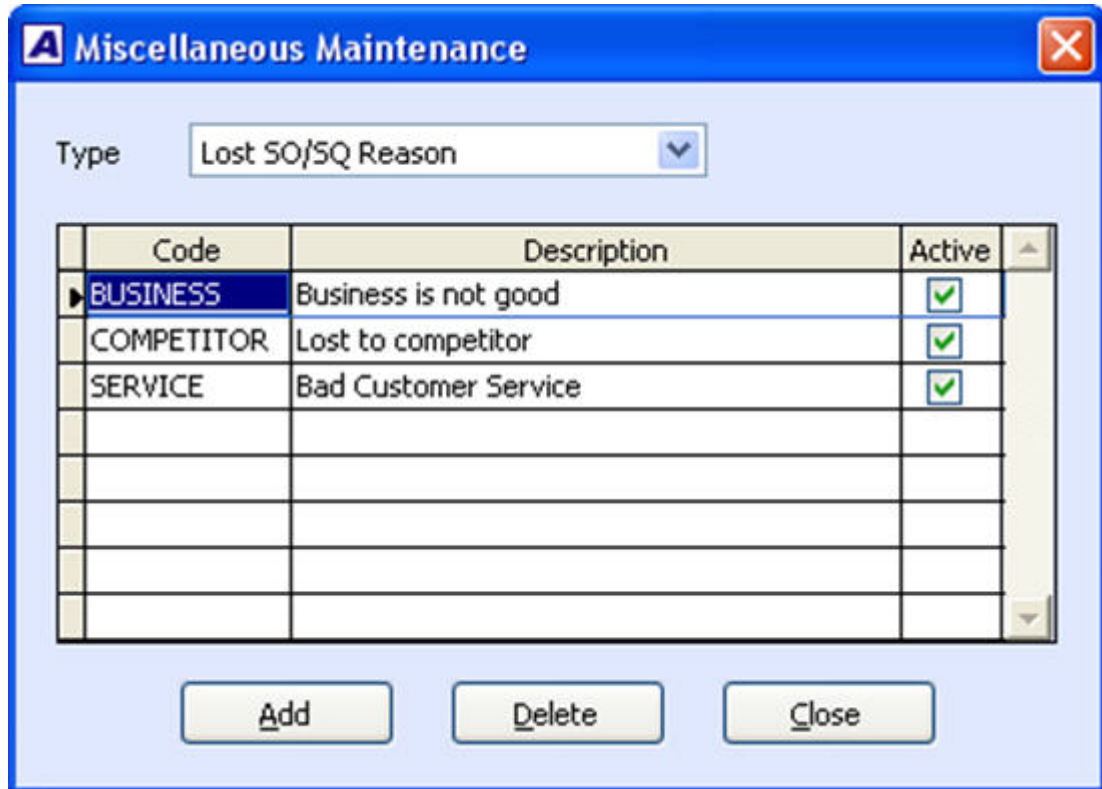 A Miscellaneous Maintenance
Type Lost SO/SQ Reason
Code Description Active
BUSINESS Business is not good
COMPETITOR Lost to competitor
SERVICE Bad Customer Service
Add Delete Close